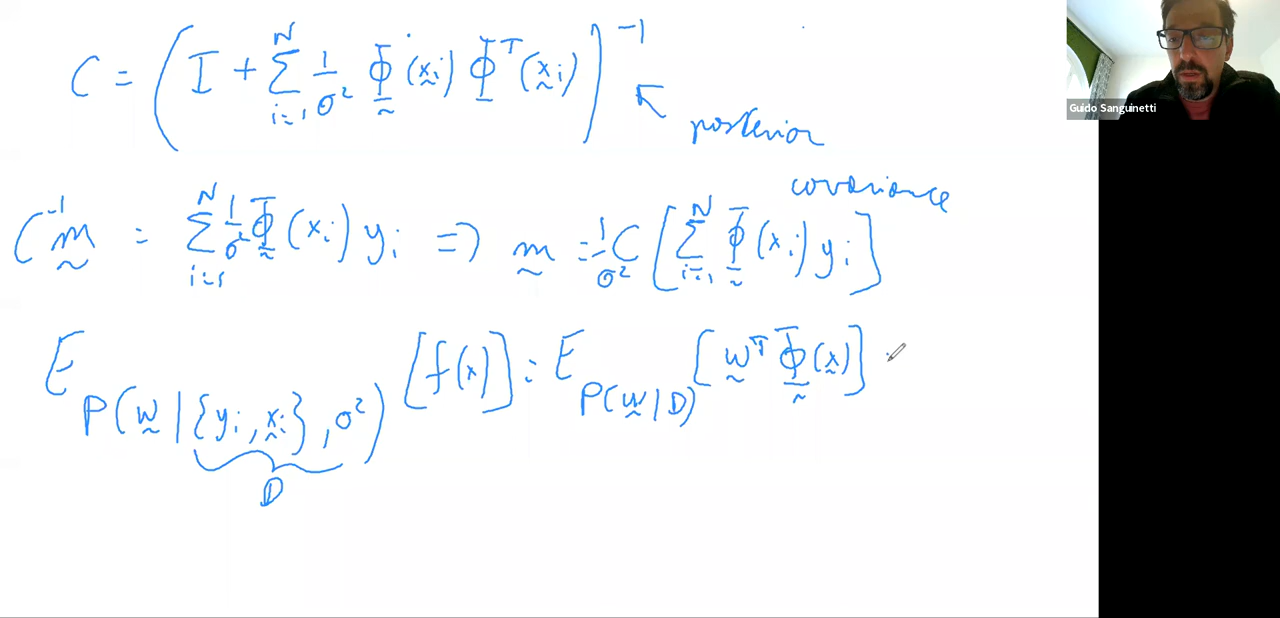 C = ( I + Σ_{i=1}^{N} 1/σ² Φ(x_i) Φ^T(x_i) )^{-1}
posterior
covariance
C^{-1} m = Σ_{i=1}^{N} 1/σ² Φ(x_i) y_i => m = 1/σ² C [ Σ_{i=1}^{N} Φ(x_i) y_i ]
E_{P(w | {y_i, x_i}, σ²)} [f(x)] = E_{P(w|D)} [ w^T Φ(x) ]
D
Guido Sanguinetti